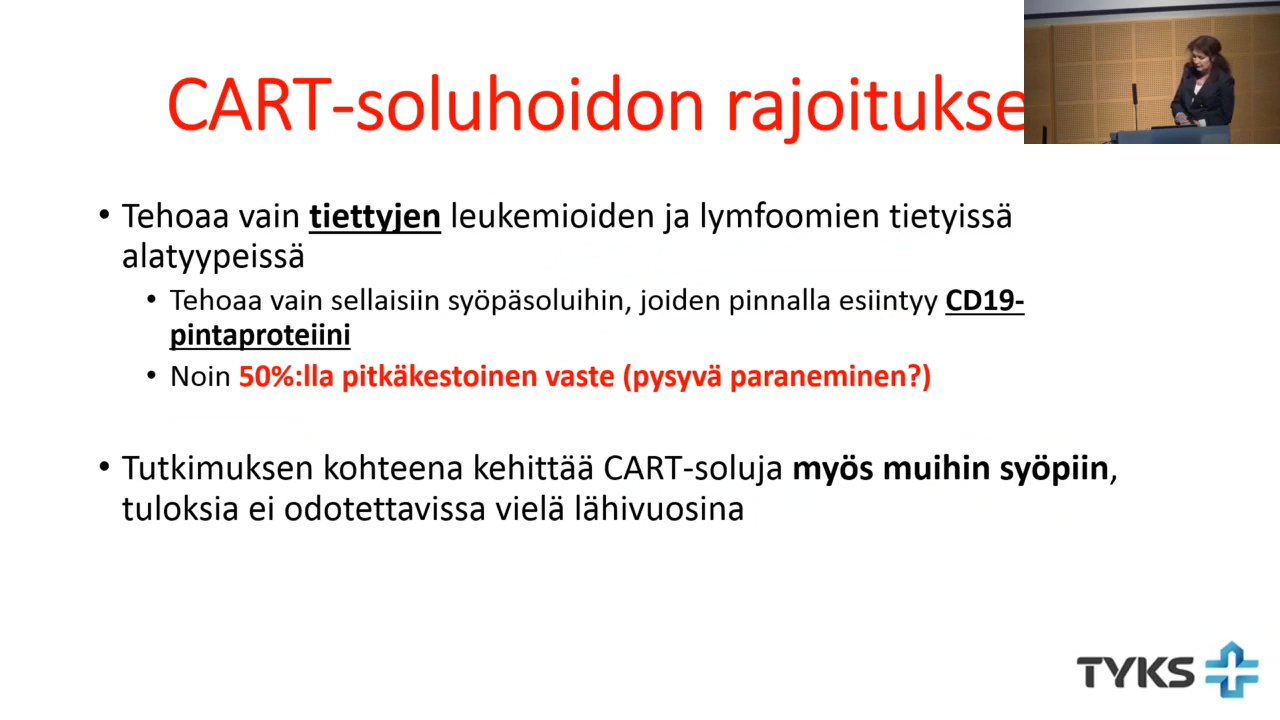 CART-soluhoidon rajoitukse
• Tehoaa vain tiettyjen leukemioiden ja lymfoomien tietyissä
alatyypeissä
• Tehoaa vain sellaisiin syöpäsoluihin, joiden pinnalla esiintyy CD19-
pintaproteiini
• Noin 50%:lla pitkäkestoinen vaste (pysyvä paraneminen?)
• Tutkimuksen kohteena kehittää CART-soluja myös muihin syöpiin,
tuloksia ei odotettavissa vielä lähivuosina
TYKS